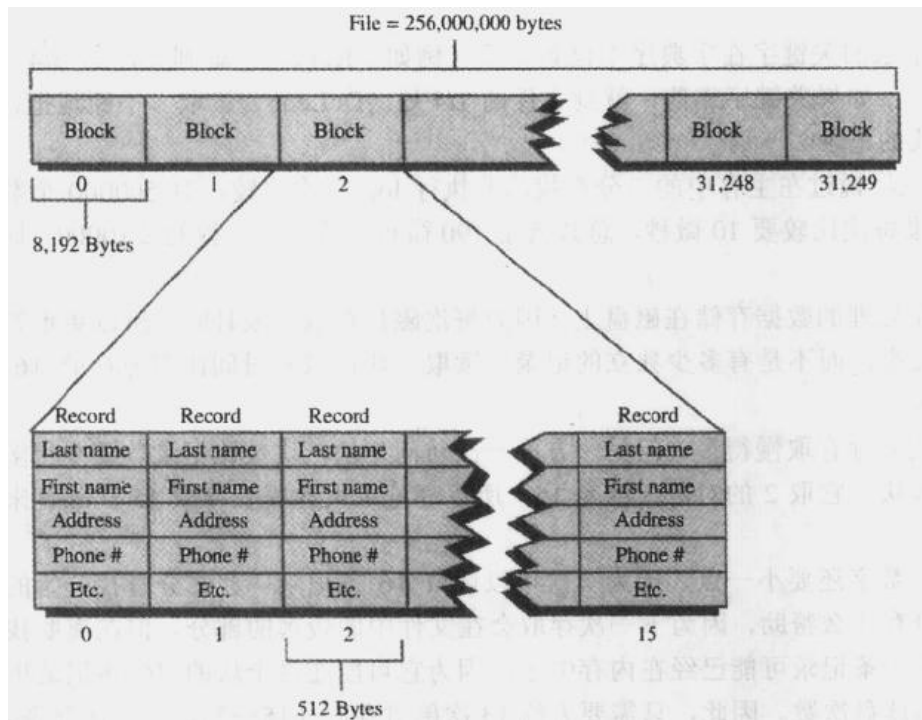 File = 256,000,000 bytes
Block Block Block Block Block
0 1 2 31,248 31,249
8,192 Bytes
Record Record Record Record
Last name Last name Last name Last name
First name First name First name First name
Address Address Address Address
Phone # Phone # Phone # Phone #
Etc. Etc. Etc. Etc.
0 1 2 15
512 Bytes